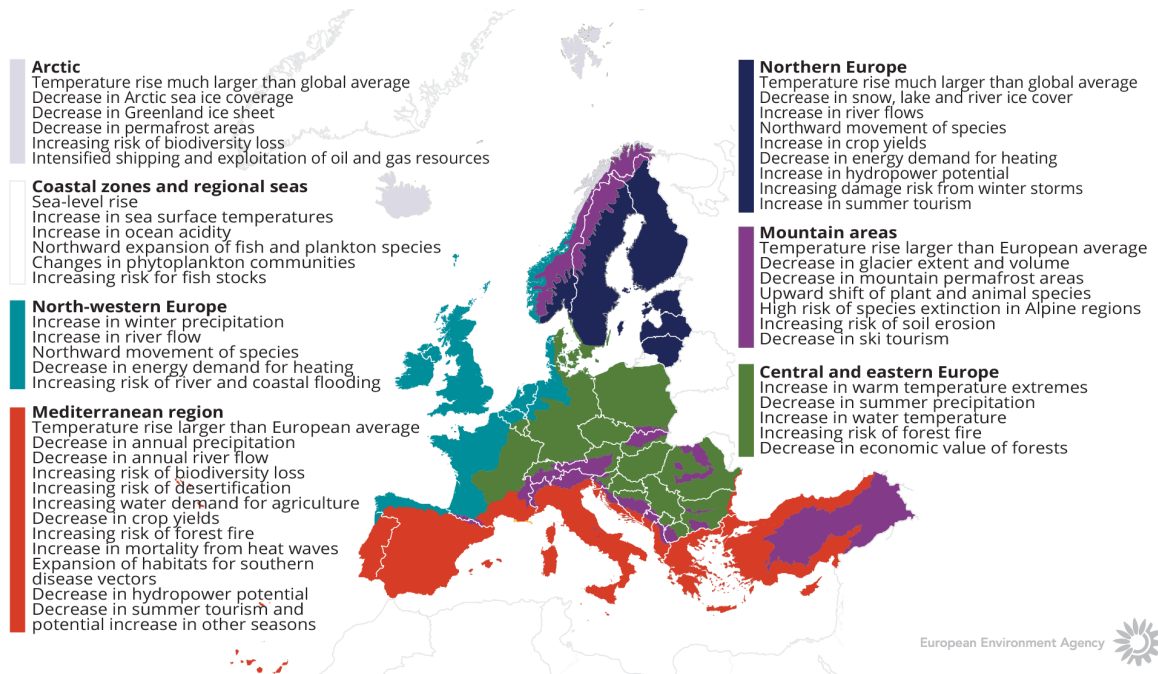 Arctic
Temperature rise much larger than global average
Decrease in Arctic sea ice coverage
Decrease in Greenland ice sheet
Decrease in permafrost areas
Increasing risk of biodiversity loss
Intensified shipping and exploitation of oil and gas resources
Coastal zones and regional seas
Sea-level rise
Increase in sea surface temperatures
Increase in ocean acidity
Northward expansion of fish and plankton species
Changes in phytoplankton communities
Increasing risk for fish stocks
North-western Europe
Increase in winter precipitation
Increase in river flow
Northward movement of species
Decrease in energy demand for heating
Increasing risk of river and coastal flooding
Mediterranean region
Temperature rise larger than European average
Decrease in annual precipitation
Decrease in annual river flow
Increasing risk of biodiversity loss
Increasing risk of desertification
Increasing water demand for agriculture
Decrease in crop yields
Increasing risk of forest fire
Increase in mortality from heat waves
Expansion of habitats for southern
disease vectors
Decrease in hydropower potential
Decrease in summer tourism and
potential increase in other seasons
Northern Europe
Temperature rise much larger than global average
Decrease in snow, lake and river ice cover
Increase in river flows
Northward movement of species
Increase in crop yields
Decrease in energy demand for heating
Increase in hydropower potential
Increasing damage risk from winter storms
Increase in summer tourism
Mountain areas
Temperature rise larger than European average
Decrease in glacier extent and volume
Decrease in mountain permafrost areas
Upward shift of plant and animal species
High risk of species extinction in Alpine regions
Increasing risk of soil erosion
Decrease in ski tourism
Central and eastern Europe
Increase in warm temperature extremes
Decrease in summer precipitation
Increase in water temperature
Increasing risk of forest fire
Decrease in economic value of forests
European Environment Agency